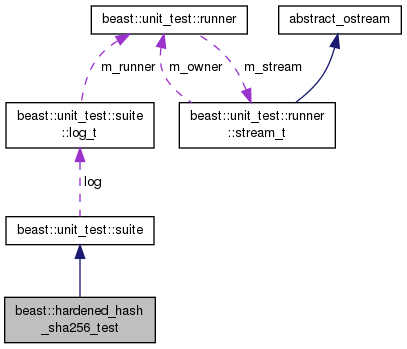 beast::unit_test::runner
abstract_ostream
m_runner
m_owner
m_stream
beast::unit_test::suite
::log_t
beast::unit_test::runner
::stream_t
log
beast::unit_test::suite
beast::hardened_hash
_sha256_test